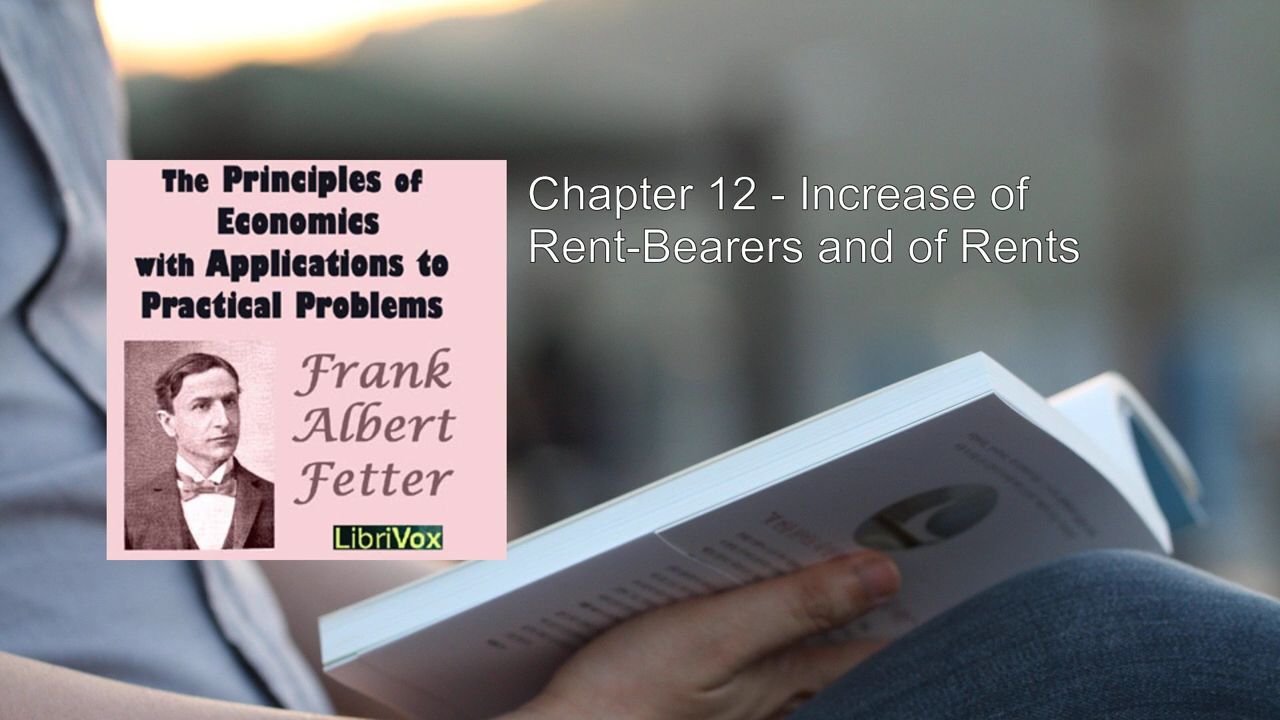 The Principles of
Economics
with Applications to
Practical Problems
Frank
Albert
Fetter
LibriVox
Chapter 12 - Increase of
Rent-Bearers and of Rents